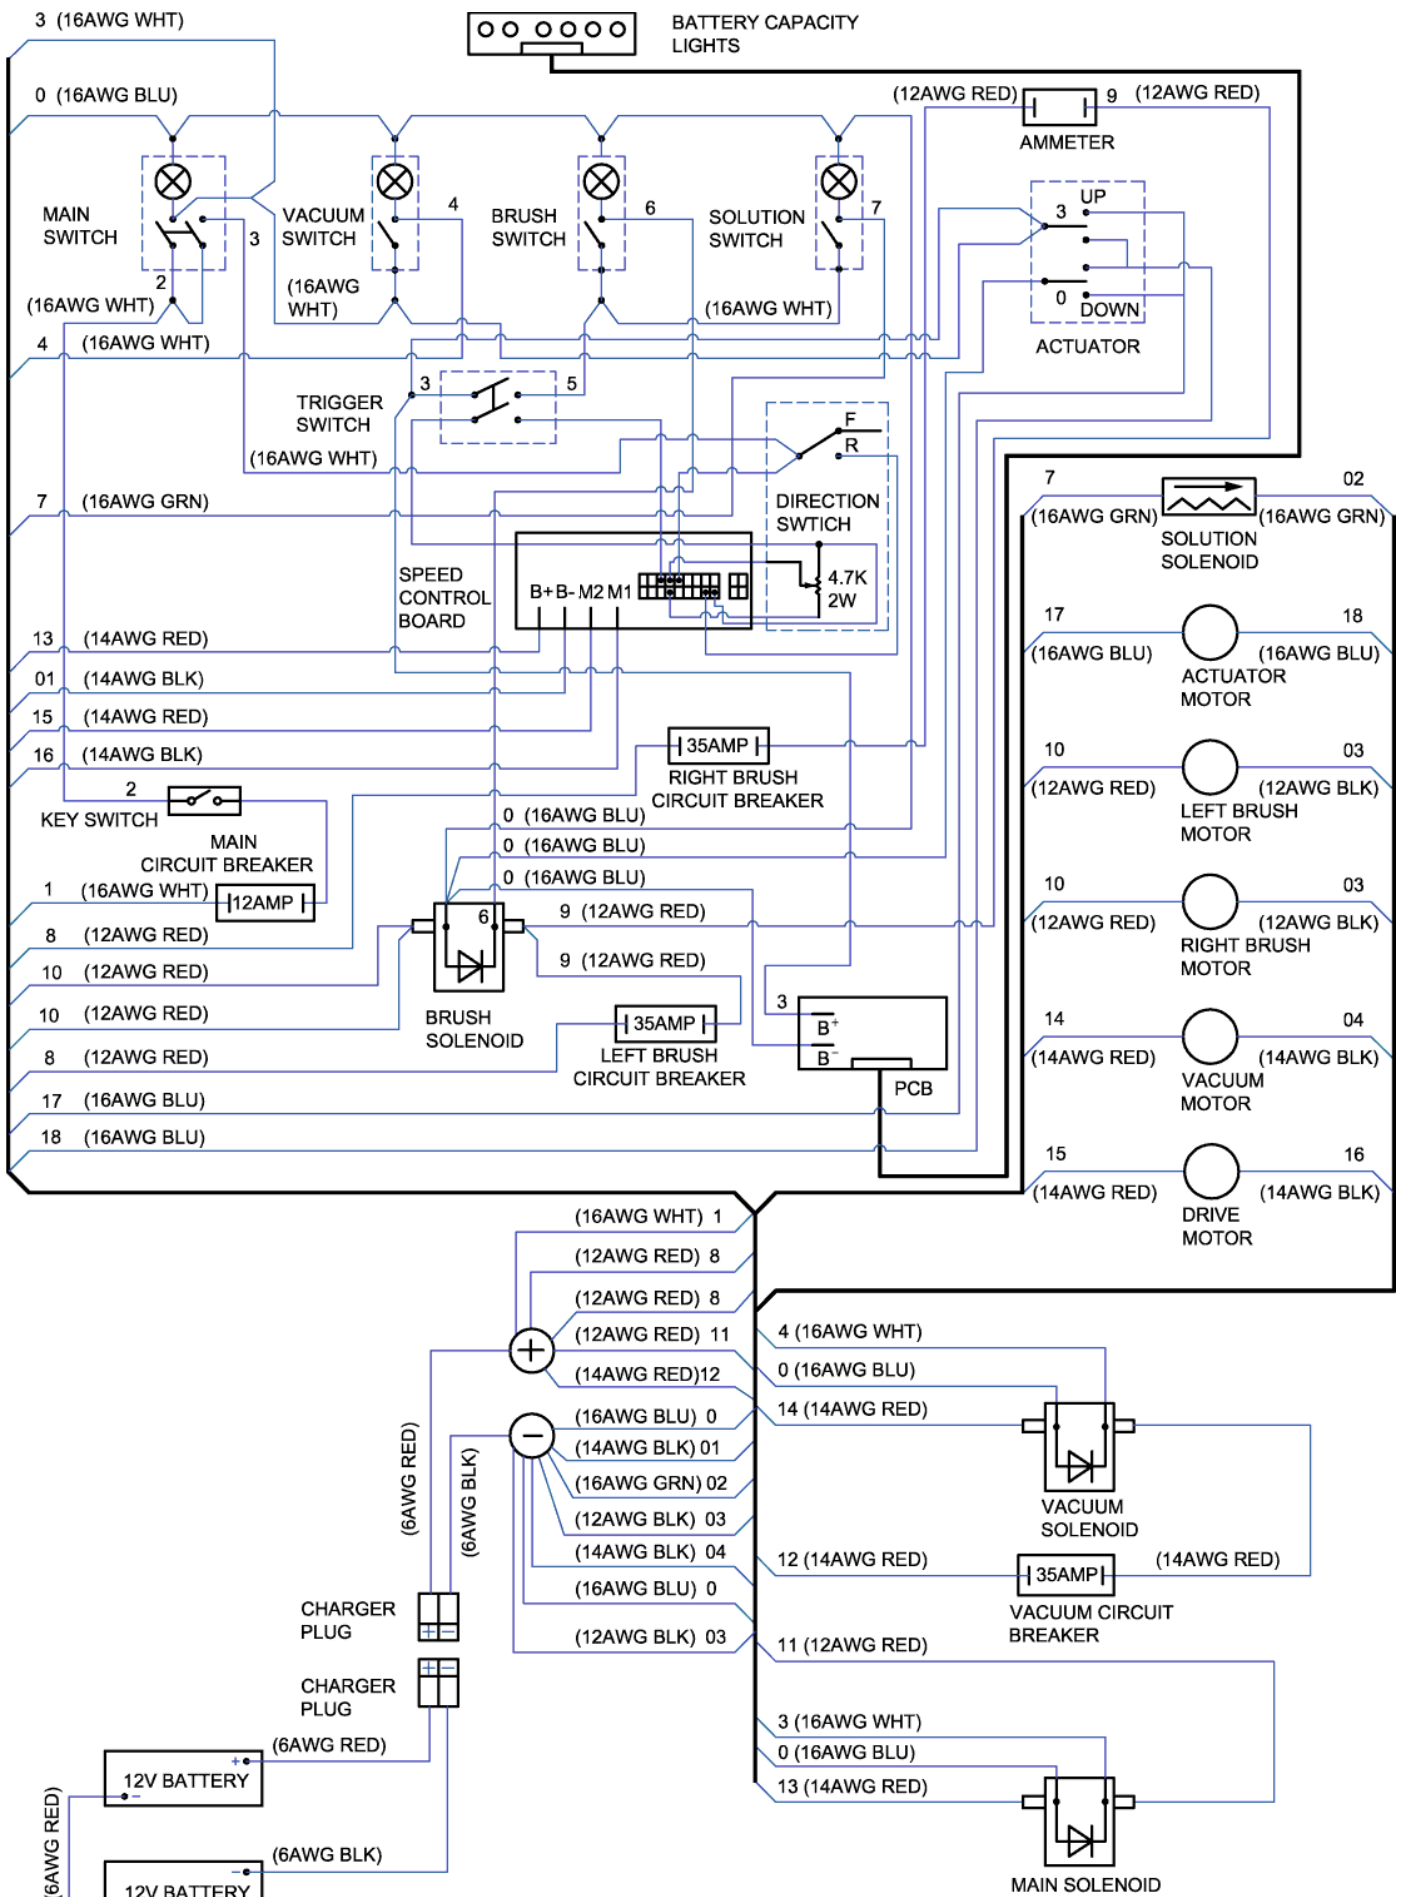 3 (16AWG WHT)
BATTERY CAPACITY
LIGHTS
0 (16AWG BLU)
(12AWG RED)
9 (12AWG RED)
AMMETER
MAIN
SWITCH
3
2
VACUUM
SWITCH
4
BRUSH
SWITCH
6
SOLUTION
SWITCH
7
UP
3
0
DOWN
ACTUATOR
(16AWG WHT)
(16AWG
WHT)
(16AWG WHT)
4 (16AWG WHT)
TRIGGER
SWITCH
3
5
(16AWG WHT)
F
R
DIRECTION
SWTICH
4.7K
2W
7 (16AWG GRN)
SPEED
CONTROL
BOARD
B+ B- M2 M1
13 (14AWG RED)
01 (14AWG BLK)
15 (14AWG RED)
16 (14AWG BLK)
35AMP
RIGHT BRUSH
CIRCUIT BREAKER
2
KEY SWITCH
MAIN
CIRCUIT BREAKER
0 (16AWG BLU)
0 (16AWG BLU)
0 (16AWG BLU)
1 (16AWG WHT)
12AMP
8 (12AWG RED)
10 (12AWG RED)
10 (12AWG RED)
8 (12AWG RED)
17 (16AWG BLU)
18 (16AWG BLU)
6
9 (12AWG RED)
9 (12AWG RED)
BRUSH
SOLENOID
35AMP
LEFT BRUSH
CIRCUIT BREAKER
3
B+
B−
PCB
7
02
(16AWG GRN)
(16AWG GRN)
SOLUTION
SOLENOID
17
18
(16AWG BLU)
(16AWG BLU)
ACTUATOR
MOTOR
10
03
(12AWG RED)
(12AWG BLK)
LEFT BRUSH
MOTOR
10
03
(12AWG RED)
(12AWG BLK)
RIGHT BRUSH
MOTOR
14
04
(14AWG RED)
(14AWG BLK)
VACUUM
MOTOR
15
16
(14AWG RED)
(14AWG BLK)
DRIVE
MOTOR
(16AWG WHT) 1
(12AWG RED) 8
(12AWG RED) 8
(12AWG RED) 11
(14AWG RED)12
+
(16AWG BLU) 0
(14AWG BLK) 01
(16AWG GRN) 02
(12AWG BLK) 03
(14AWG BLK) 04
(16AWG BLU) 0
(12AWG BLK) 03
−
(6AWG RED)
(6AWG BLK)
4 (16AWG WHT)
0 (16AWG BLU)
14 (14AWG RED)
VACUUM
SOLENOID
12 (14AWG RED)
35AMP
(14AWG RED)
VACUUM CIRCUIT
BREAKER
11 (12AWG RED)
3 (16AWG WHT)
0 (16AWG BLU)
13 (14AWG RED)
MAIN SOLENOID
CHARGER
PLUG
+ −
+ −
CHARGER
PLUG
(6AWG RED)
+
12V BATTERY
−
(6AWG RED)
(6AWG BLK)
−
12V BATTERY